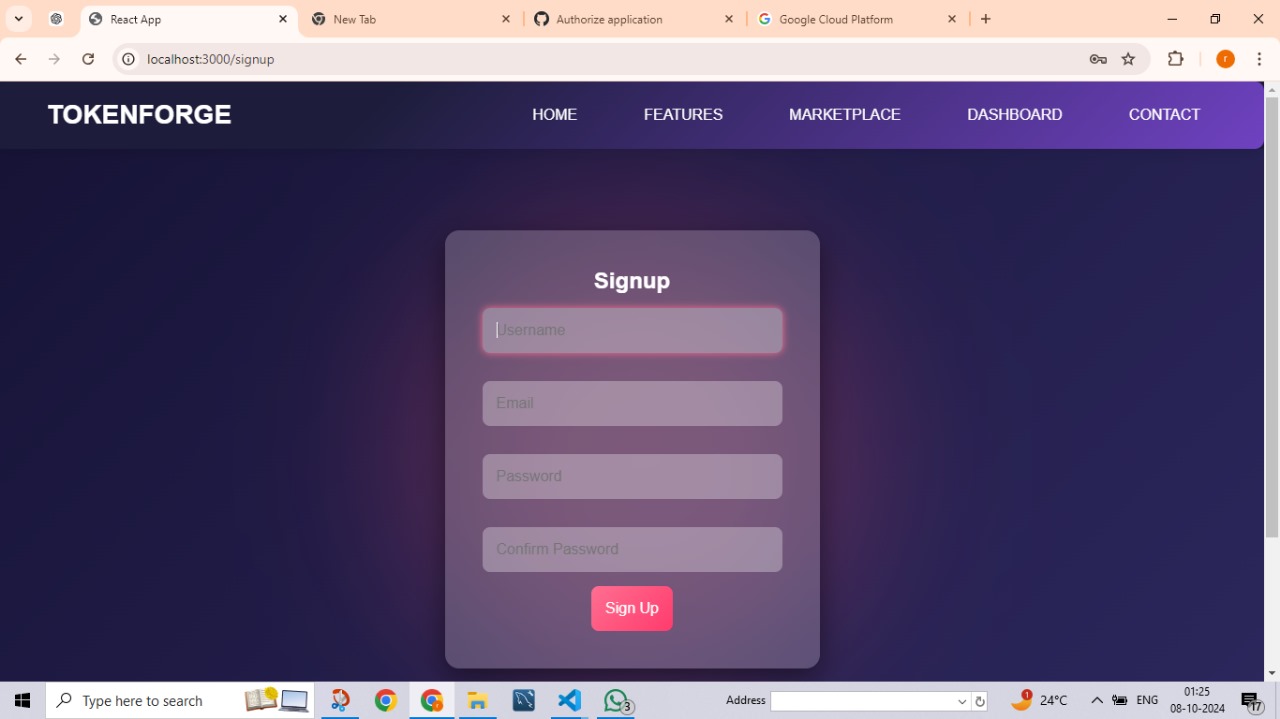 React App
New Tab
Authorize application
Google Cloud Platform
localhost:3000/signup
r
TOKENFORGE
HOME FEATURES MARKETPLACE DASHBOARD CONTACT
Signup
Username
Email
Password
Confirm Password
Sign Up
Type here to search
3
Address
1
24°C
ENG
01:25
08-10-2024
17